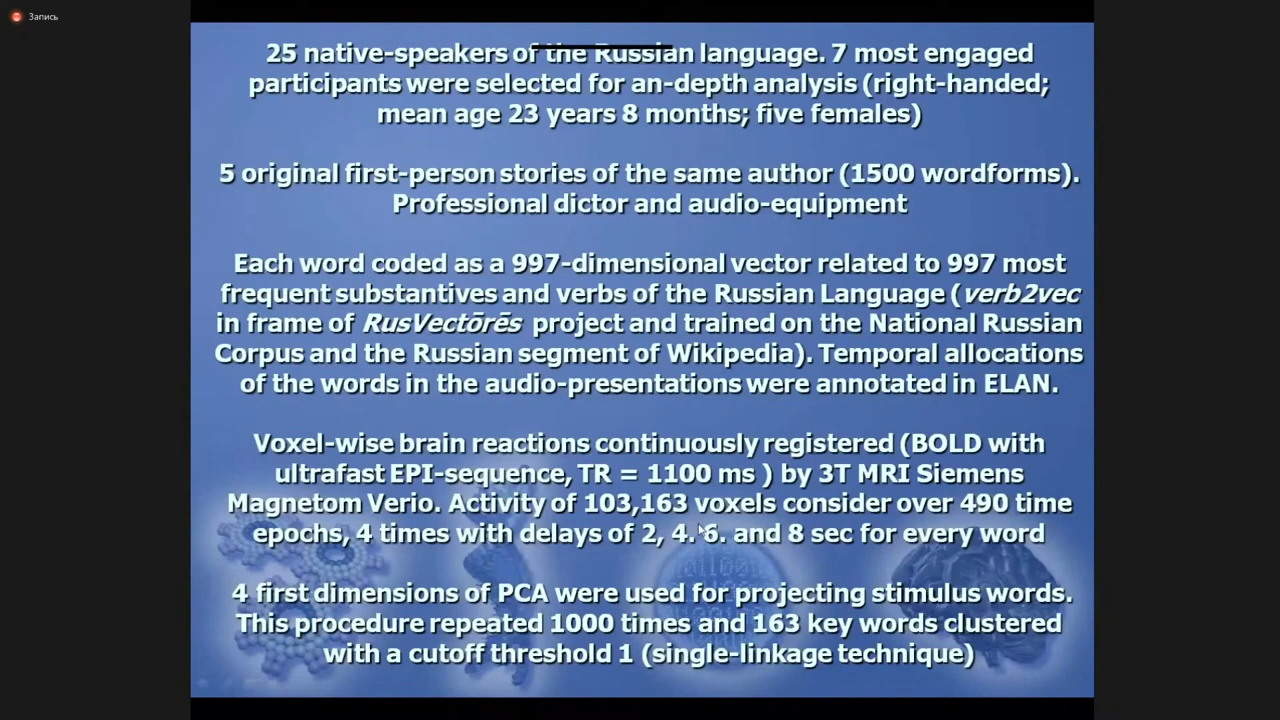 Запись
25 native-speakers of the Russian language. 7 most engaged
participants were selected for an-depth analysis (right-handed;
mean age 23 years 8 months; five females)
5 original first-person stories of the same author (1500 wordforms).
Professional dictor and audio-equipment
Each word coded as a 997-dimensional vector related to 997 most
frequent substantives and verbs of the Russian Language (verb2vec
in frame of RusVectōrēs project and trained on the National Russian
Corpus and the Russian segment of Wikipedia). Temporal allocations
of the words in the audio-presentations were annotated in ELAN.
Voxel-wise brain reactions continuously registered (BOLD with
ultrafast EPI-sequence, TR = 1100 ms ) by 3T MRI Siemens
Magnetom Verio. Activity of 103,163 voxels consider over 490 time
epochs, 4 times with delays of 2, 4. 6. and 8 sec for every word
4 first dimensions of PCA were used for projecting stimulus words.
This procedure repeated 1000 times and 163 key words clustered
with a cutoff threshold 1 (single-linkage technique)